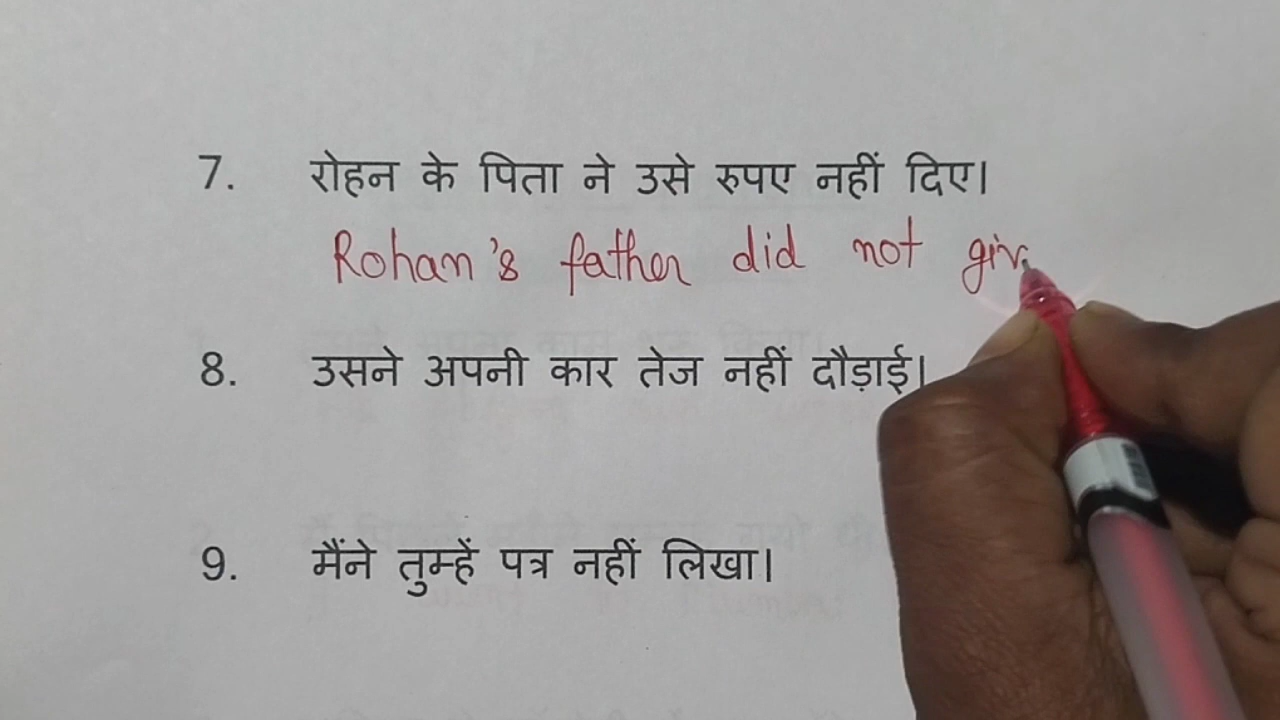 7. रोहन के पिता ने उसे रुपए नहीं दिए।
Rohan's father did not giv
8. उसने अपनी कार तेज नहीं दौड़ाई।
9. मैंने तुम्हें पत्र नहीं लिखा।